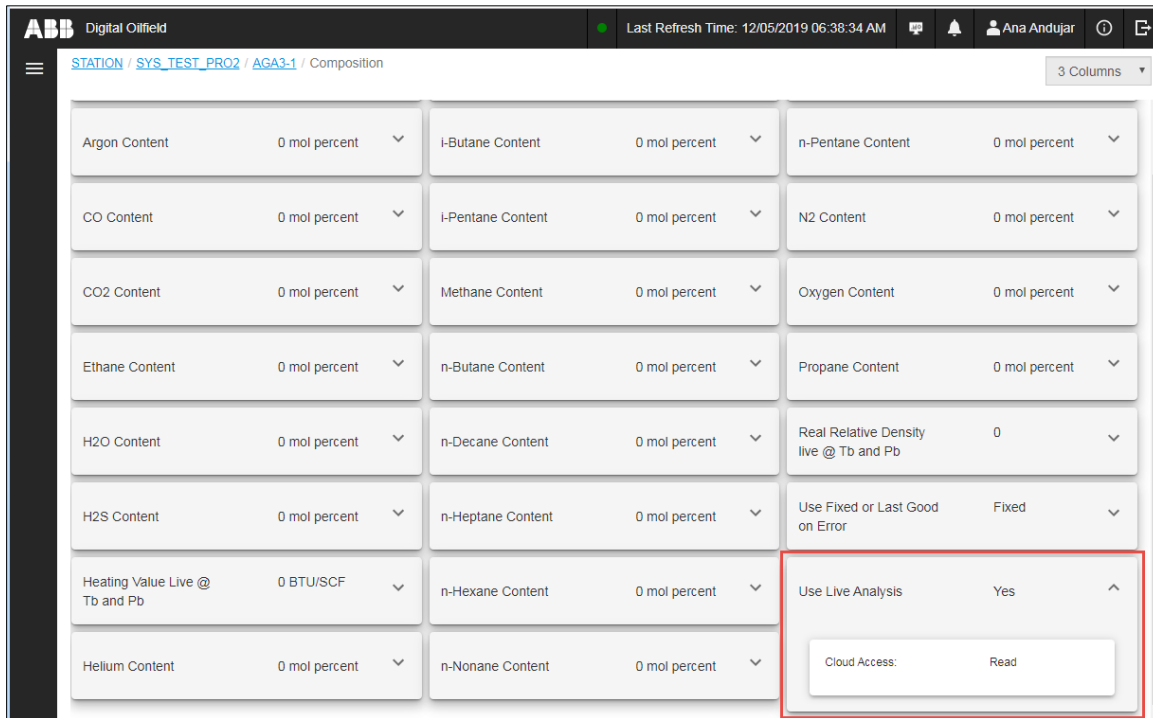 ABB Digital Oilfield
Last Refresh Time: 12/05/2019 06:38:34 AM
Ana Andujar
STATION / SYS_TEST_PRO2 / AGA3-1 / Composition
3 Columns
Argon Content 0 mol percent
i-Butane Content 0 mol percent
n-Pentane Content 0 mol percent
CO Content 0 mol percent
i-Pentane Content 0 mol percent
N2 Content 0 mol percent
CO2 Content 0 mol percent
Methane Content 0 mol percent
Oxygen Content 0 mol percent
Ethane Content 0 mol percent
n-Butane Content 0 mol percent
Propane Content 0 mol percent
H2O Content 0 mol percent
n-Decane Content 0 mol percent
Real Relative Density 0
live @ Tb and Pb
H2S Content 0 mol percent
n-Heptane Content 0 mol percent
Use Fixed or Last Good Fixed
on Error
Heating Value Live @ 0 BTU/SCF
Tb and Pb
n-Hexane Content 0 mol percent
Use Live Analysis Yes
Helium Content 0 mol percent
n-Nonane Content 0 mol percent
Cloud Access: Read